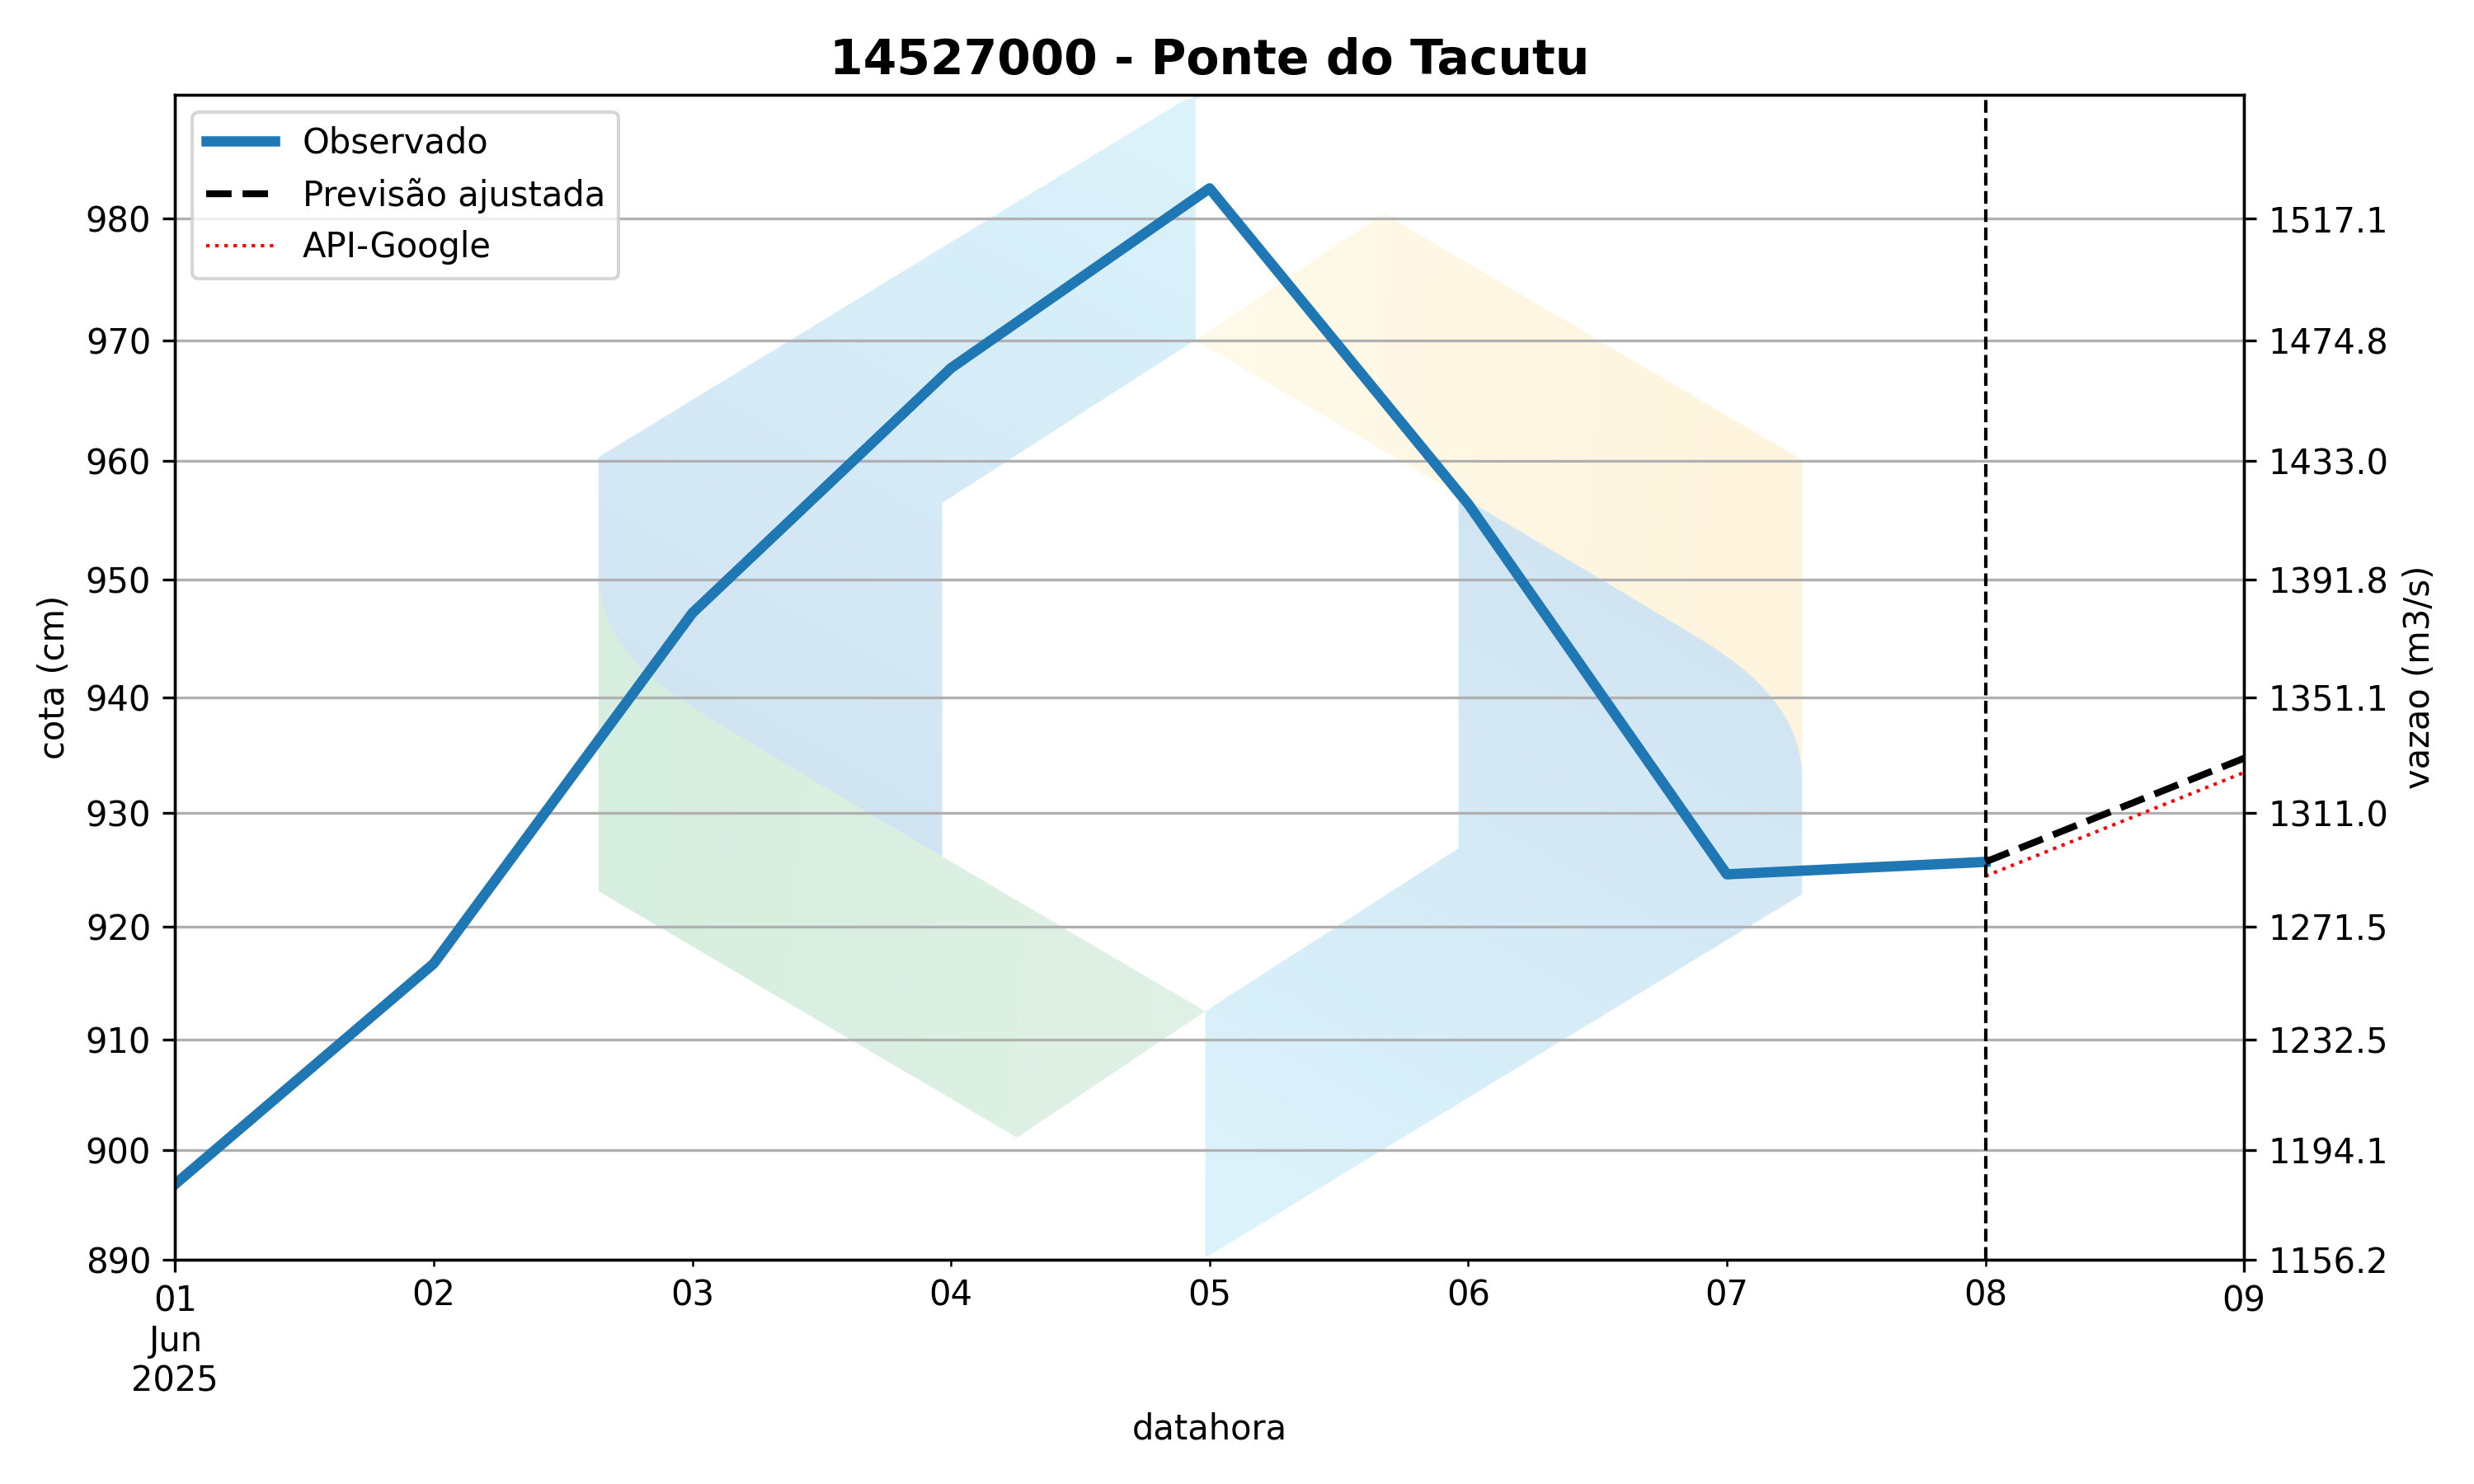 14527000 - Ponte do Tacutu
Observado
Previsão ajustada
API-Google
980
970
960
950
940
930
920
910
900
890
cota (cm)
1517.1
1474.8
1433.0
1391.8
1351.1
1311.0
1271.5
1232.5
1194.1
1156.2
vazao (m3/s)
01 02 03 04 05 06 07 08 09
Jun
2025
datahora